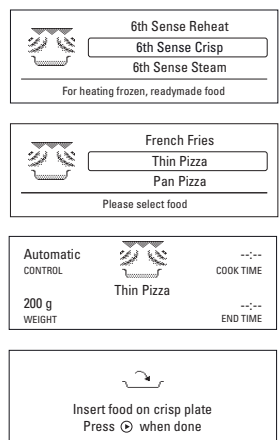 6th Sense Reheat
6th Sense Crisp
6th Sense Steam
For heating frozen, readymade food
French Fries
Thin Pizza
Pan Pizza
Please select food
Automatic
CONTROL
--:--
COOK TIME
Thin Pizza
200 g
WEIGHT
--:--
END TIME
Insert food on crisp plate
Press when done